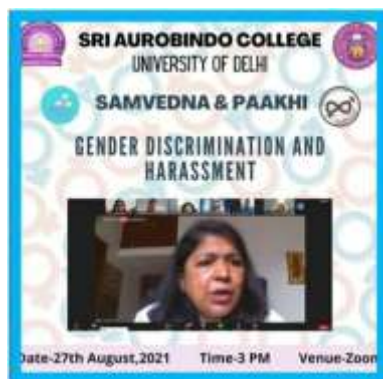 SRI AUROBINDO COLLEGE
UNIVERSITY OF DELHI
SAMVEDNA & PAAKHI
GENDER DISCRIMINATION AND
HARASSMENT
Date-27th August,2021 Time-3 PM Venue-Zoom